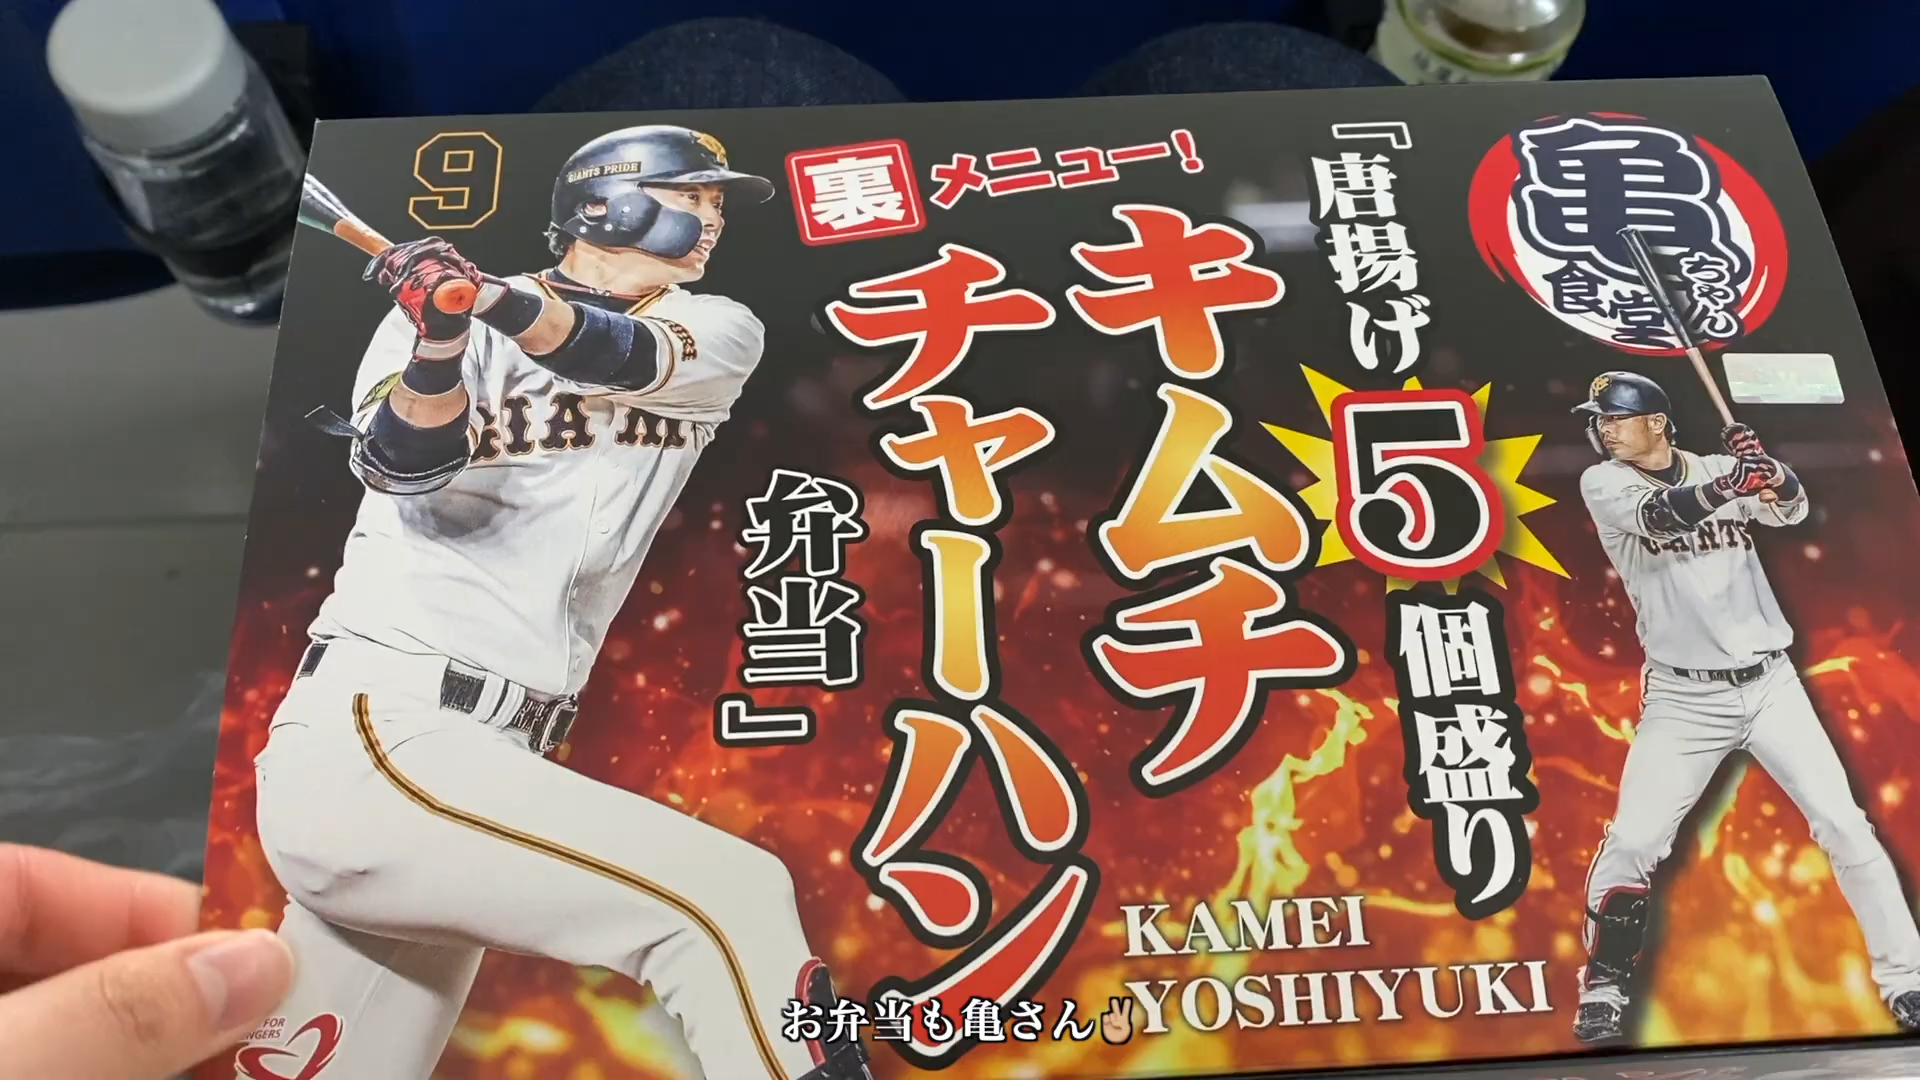 9
GIANTS PRIDE
裏メニュー!
『唐揚げ5個盛り
キムチ
チャーハン
弁当』
亀ちゃん
食堂
GIANTS
KAMEI
YOSHIYUKI
お弁当も亀さん✌🏻